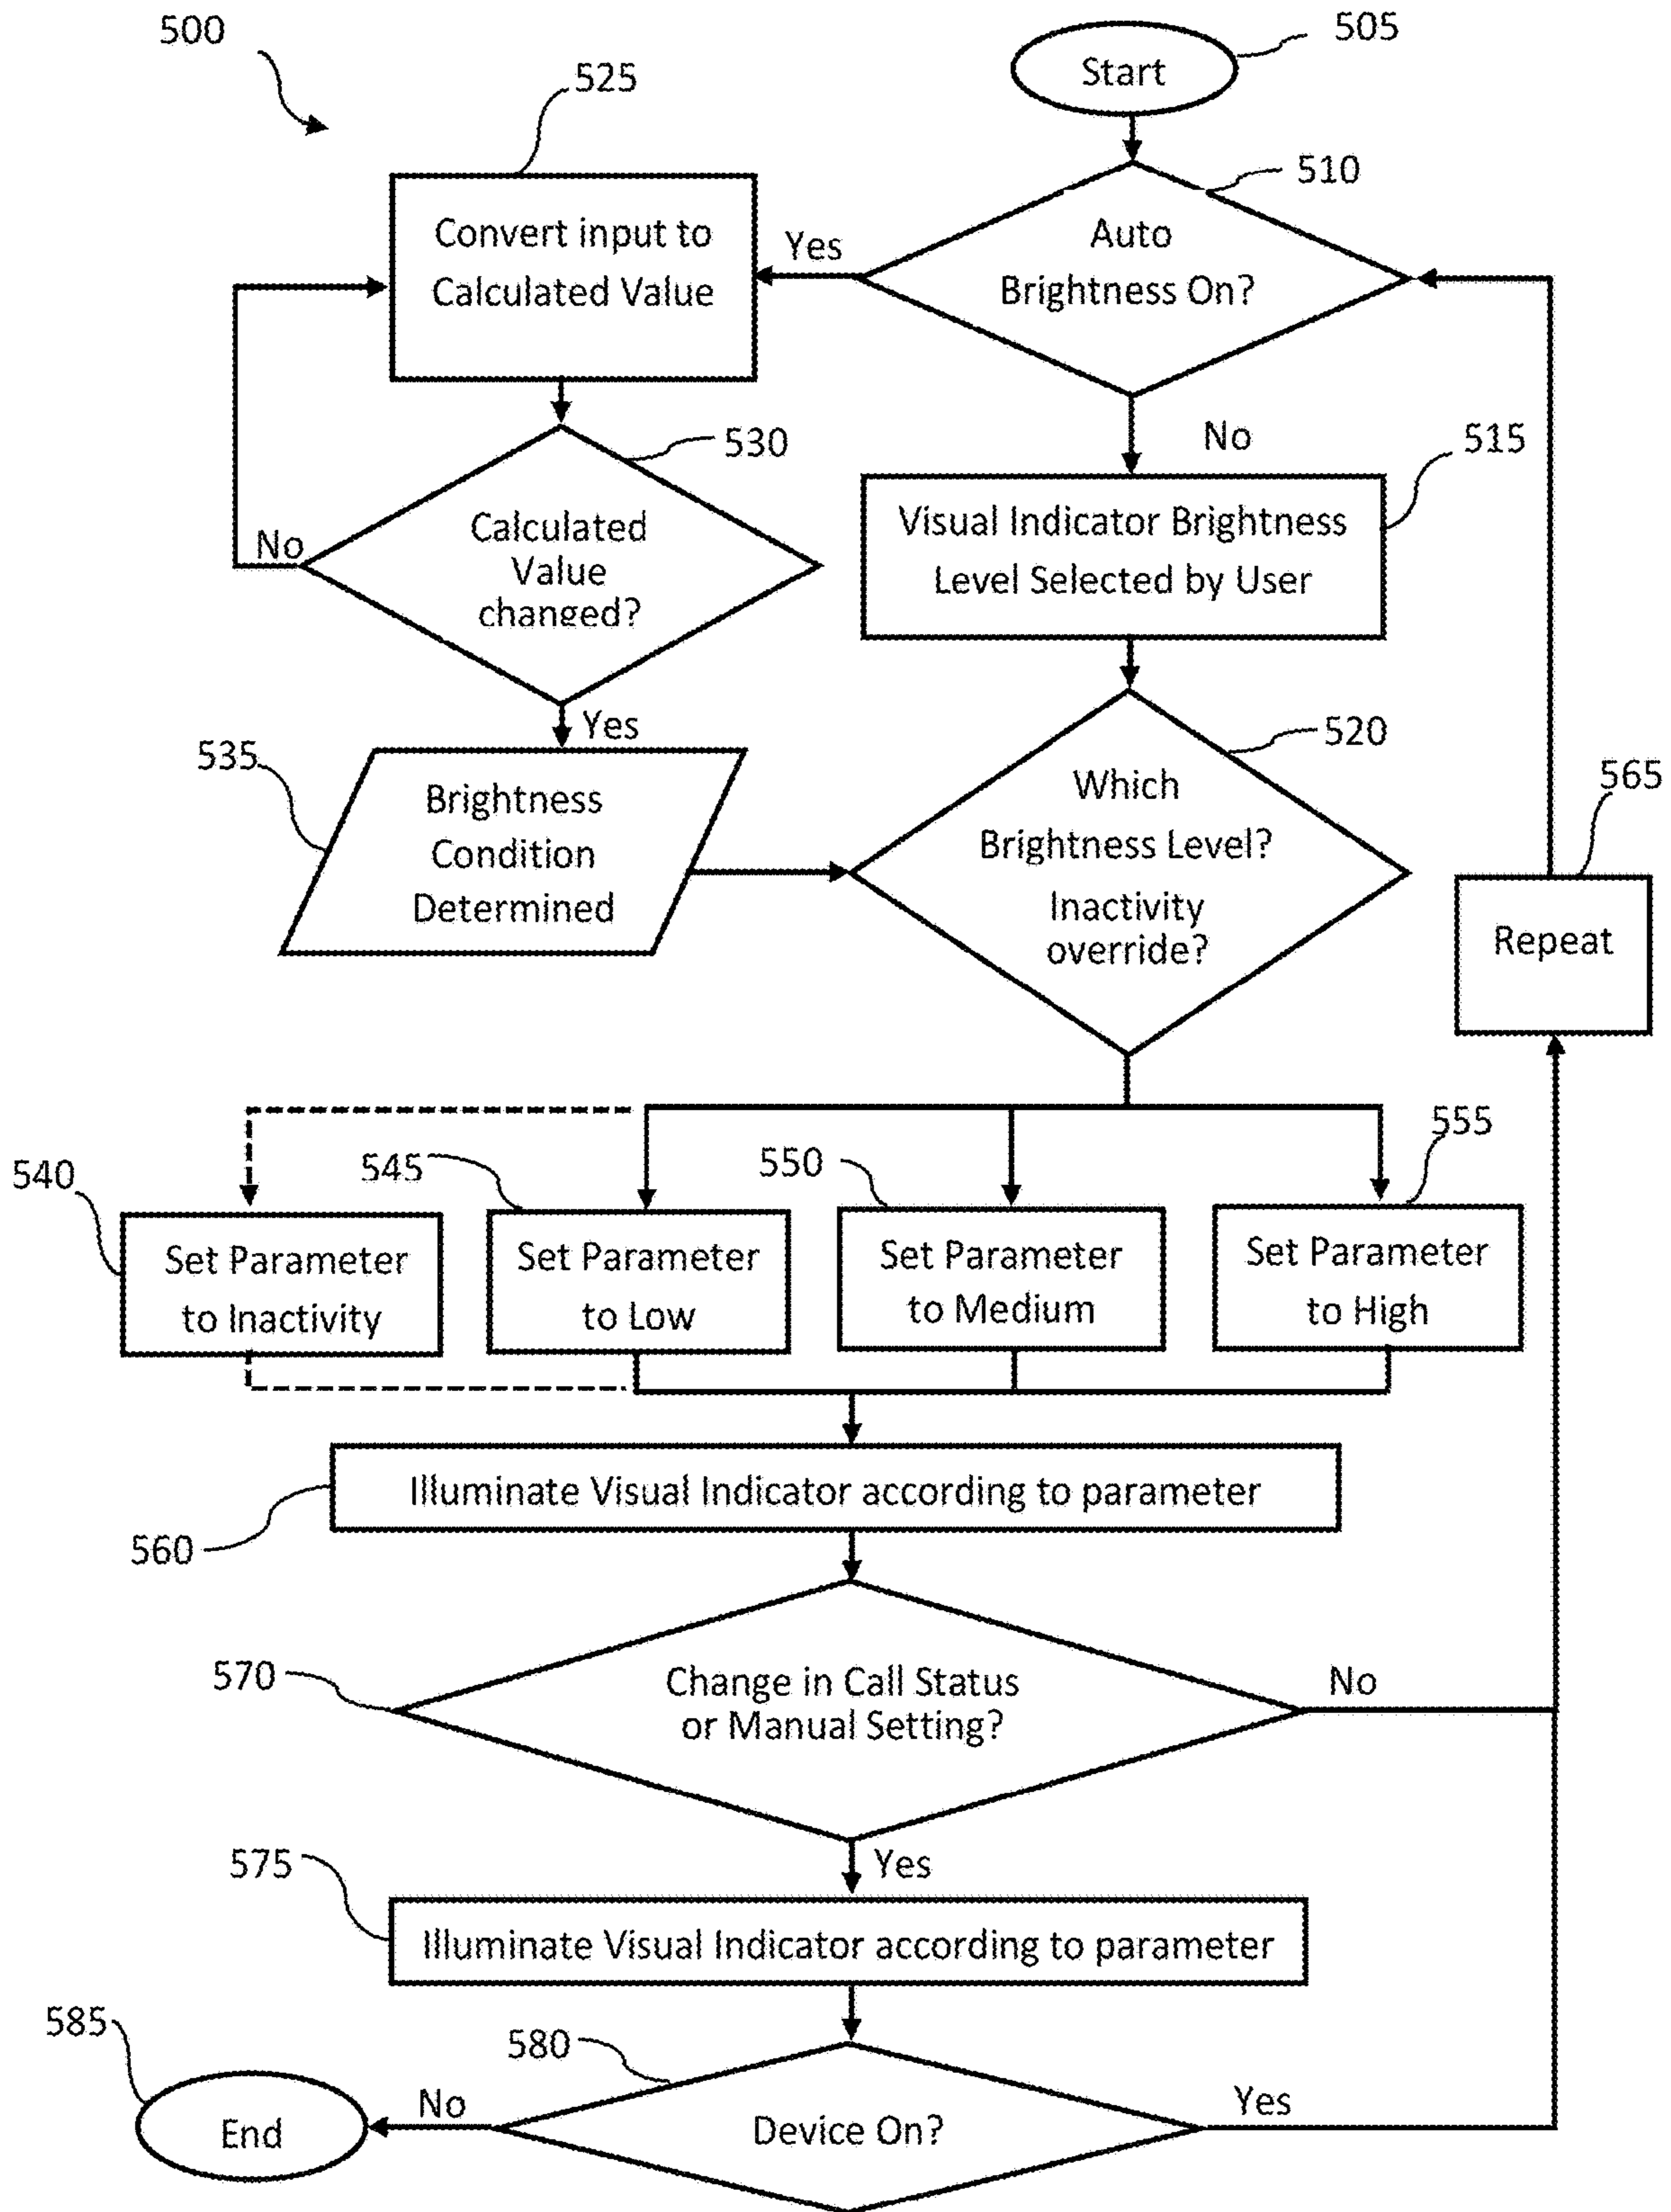 500
505
Start
525
510
Convert input to
Calculated Value
Yes
Auto
Brightness On?
530
No
515
Calculated
Value
changed?
No
Visual Indicator Brightness
Level Selected by User
Yes
535
520
Brightness
Condition
Determined
Which
Brightness Level?
Inactivity
override?
565
Repeat
540
545
550
555
Set Parameter
to Inactivity
Set Parameter
to Low
Set Parameter
to Medium
Set Parameter
to High
Illuminate Visual Indicator according to parameter
560
570
Change in Call Status
or Manual Setting?
No
Yes
575
Illuminate Visual Indicator according to parameter
585
580
End
No
Device On?
Yes